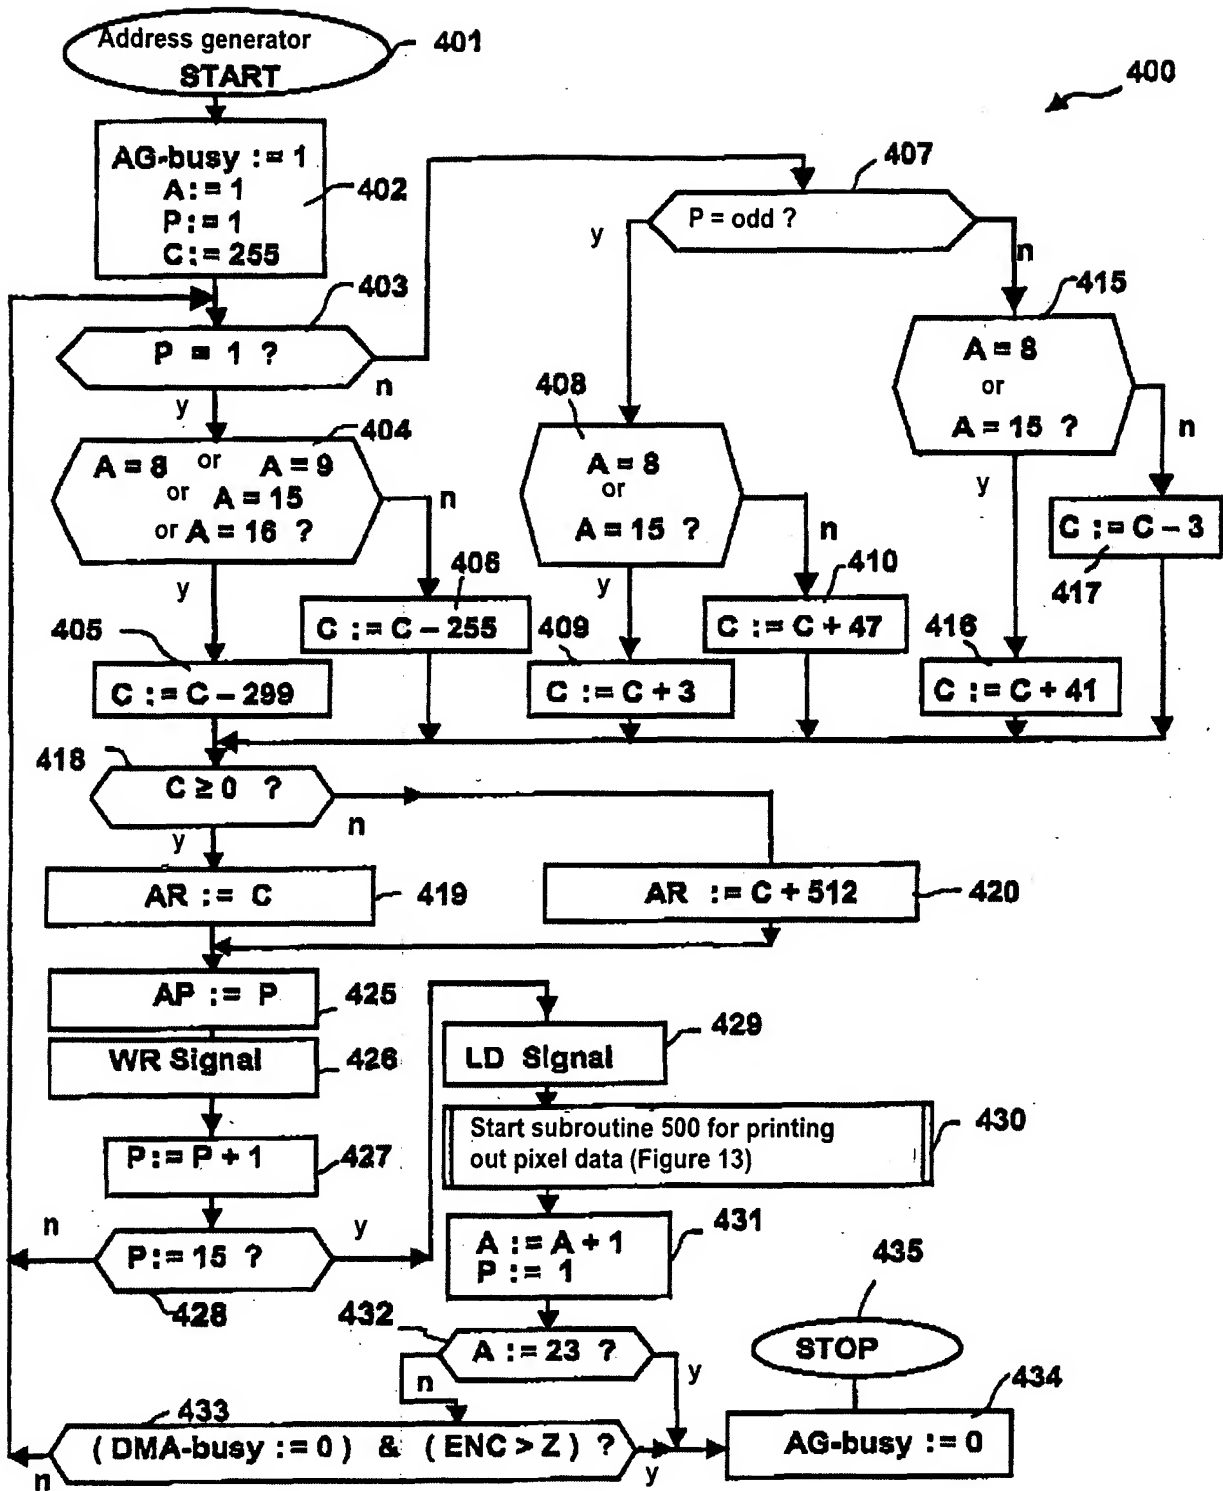 Address generator
START
401
400
AG-busy := 1
A := 1
P := 1
C := 255
402
403
P = 1 ?
y
n
407
P = odd ?
y
n
404
A = 8 or A = 9
or A = 15
or A = 16 ?
y
n
408
A = 8
or
A = 15 ?
y
n
415
A = 8
or
A = 15 ?
y
n
405
C := C – 299
406
C := C – 255
409
C := C + 3
410
C := C + 47
416
C := C + 41
417
C := C – 3
418
C ≥ 0 ?
y
n
AR := C
419
AR := C + 512
420
AP := P
425
WR Signal
426
P := P + 1
427
n
P := 15 ?
y
428
LD Signal
429
Start subroutine 500 for printing
out pixel data (Figure 13)
430
A := A + 1
P := 1
431
432
A := 23 ?
n
y
433
( DMA-busy := 0 ) & ( ENC > Z ) ?
n
y
435
STOP
434
AG-busy := 0